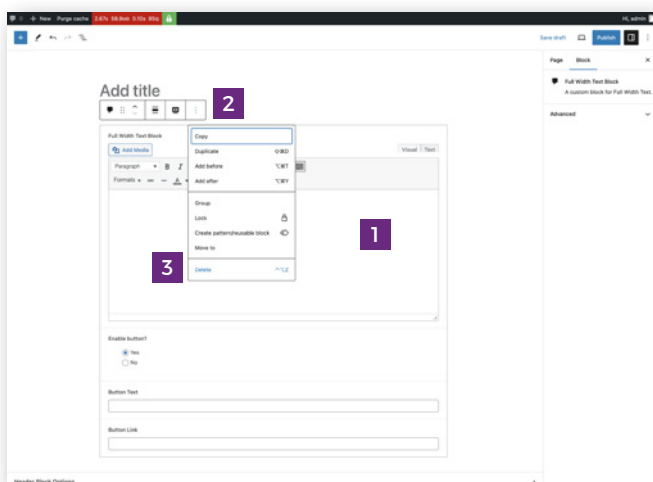 0 + New Purge cache 2.67s 58.9MB 5.10s 85Q Hi, admin
Save draft Publish
Page Block
Full Width Text Block
A custom block for Full Width Text.
Advanced
Add title
2
Full Width Text Block
Add Media
Visual Text
Paragraph B I
Formats A
Copy
Duplicate ⇧⌘D
Add before ⌥⌘T
Add after ⌥⌘Y
Group
Lock
Create pattern/reusable block
Move to
Delete ^⌥Z
1
3
Enable button?
Yes
No
Button Text
Button Link
Header Block Options